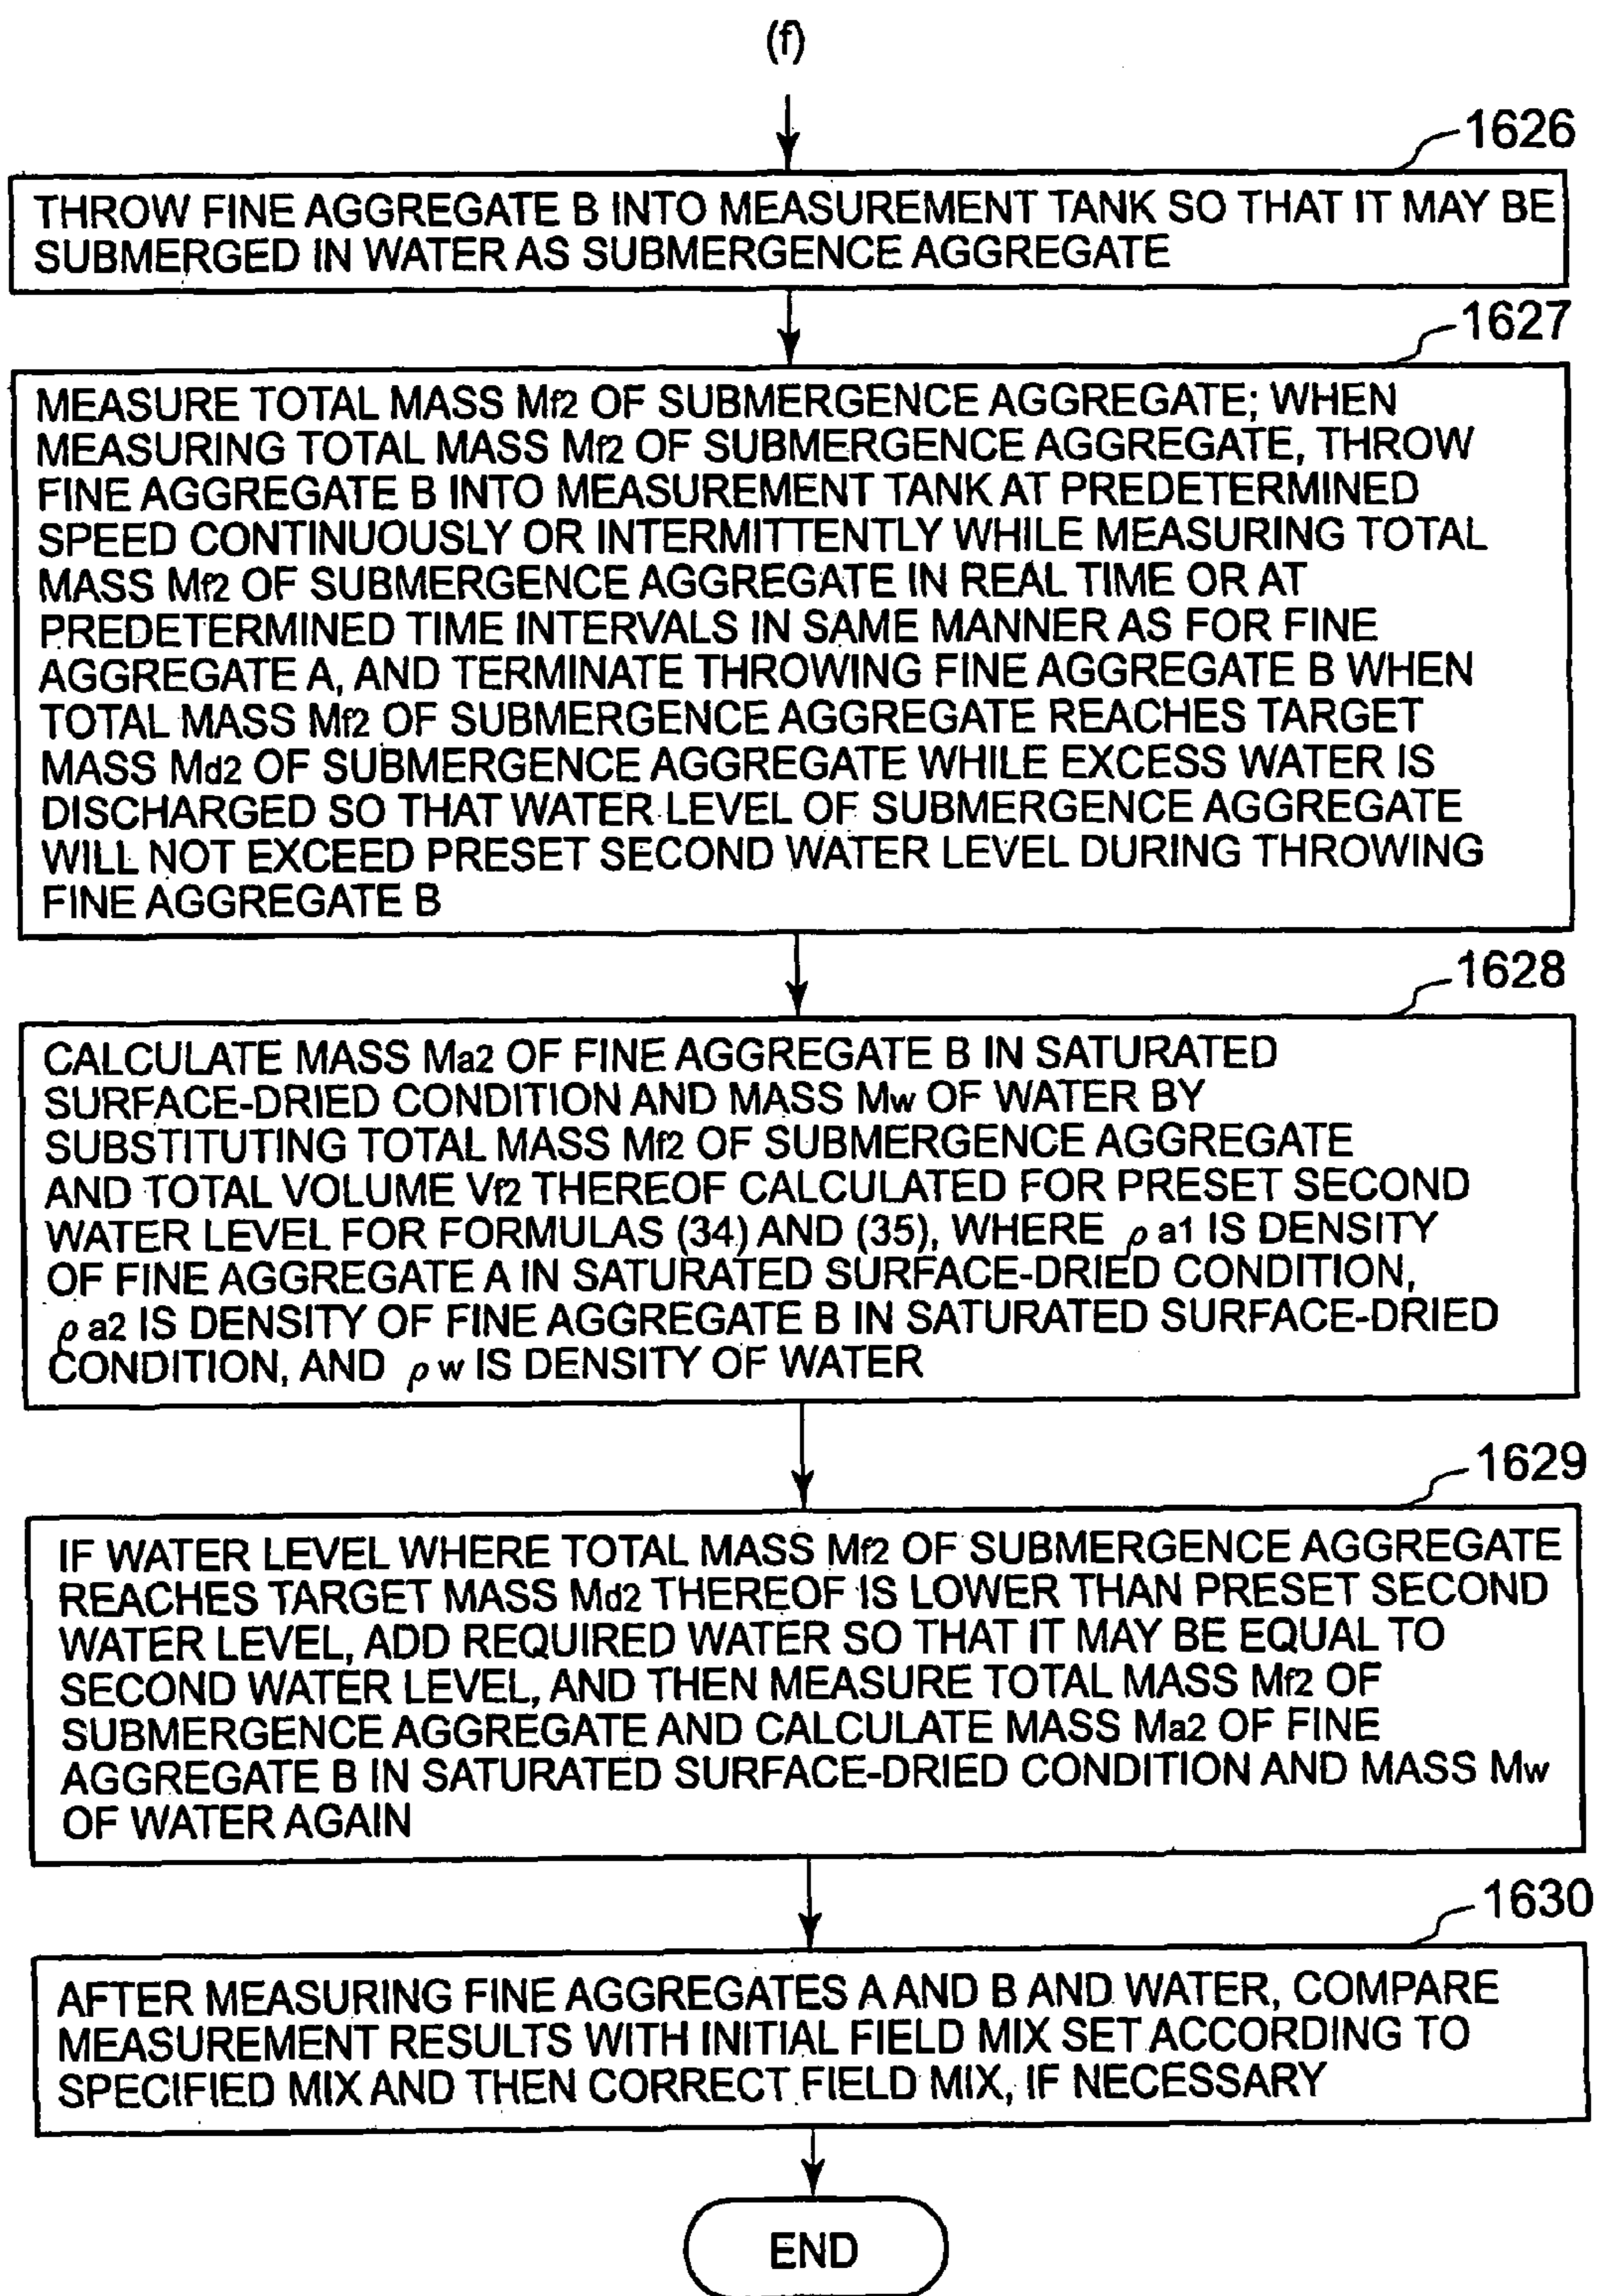 (f)
1626
THROW FINE AGGREGATE B INTO MEASUREMENT TANK SO THAT IT MAY BE
SUBMERGED IN WATER AS SUBMERGENCE AGGREGATE
1627
MEASURE TOTAL MASS Mf2 OF SUBMERGENCE AGGREGATE; WHEN
MEASURING TOTAL MASS Mf2 OF SUBMERGENCE AGGREGATE, THROW
FINE AGGREGATE B INTO MEASUREMENT TANK AT PREDETERMINED
SPEED CONTINUOUSLY OR INTERMITTENTLY WHILE MEASURING TOTAL
MASS Mf2 OF SUBMERGENCE AGGREGATE IN REAL TIME OR AT
PREDETERMINED TIME INTERVALS IN SAME MANNER AS FOR FINE
AGGREGATE A, AND TERMINATE THROWING FINE AGGREGATE B WHEN
TOTAL MASS Mf2 OF SUBMERGENCE AGGREGATE REACHES TARGET
MASS Md2 OF SUBMERGENCE AGGREGATE WHILE EXCESS WATER IS
DISCHARGED SO THAT WATER LEVEL OF SUBMERGENCE AGGREGATE
WILL NOT EXCEED PRESET SECOND WATER LEVEL DURING THROWING
FINE AGGREGATE B
1628
CALCULATE MASS Ma2 OF FINE AGGREGATE B IN SATURATED
SURFACE-DRIED CONDITION AND MASS Mw OF WATER BY
SUBSTITUTING TOTAL MASS Mf2 OF SUBMERGENCE AGGREGATE
AND TOTAL VOLUME Vf2 THEREOF CALCULATED FOR PRESET SECOND
WATER LEVEL FOR FORMULAS (34) AND (35), WHERE ρa1 IS DENSITY
OF FINE AGGREGATE A IN SATURATED SURFACE-DRIED CONDITION,
ρa2 IS DENSITY OF FINE AGGREGATE B IN SATURATED SURFACE-DRIED
CONDITION, AND ρw IS DENSITY OF WATER
1629
IF WATER LEVEL WHERE TOTAL MASS Mf2 OF SUBMERGENCE AGGREGATE
REACHES TARGET MASS Md2 THEREOF IS LOWER THAN PRESET SECOND
WATER LEVEL, ADD REQUIRED WATER SO THAT IT MAY BE EQUAL TO
SECOND WATER LEVEL, AND THEN MEASURE TOTAL MASS Mf2 OF
SUBMERGENCE AGGREGATE AND CALCULATE MASS Ma2 OF FINE
AGGREGATE B IN SATURATED SURFACE-DRIED CONDITION AND MASS Mw
OF WATER AGAIN
1630
AFTER MEASURING FINE AGGREGATES A AND B AND WATER, COMPARE
MEASUREMENT RESULTS WITH INITIAL FIELD MIX SET ACCORDING TO
SPECIFIED MIX AND THEN CORRECT FIELD MIX, IF NECESSARY
END